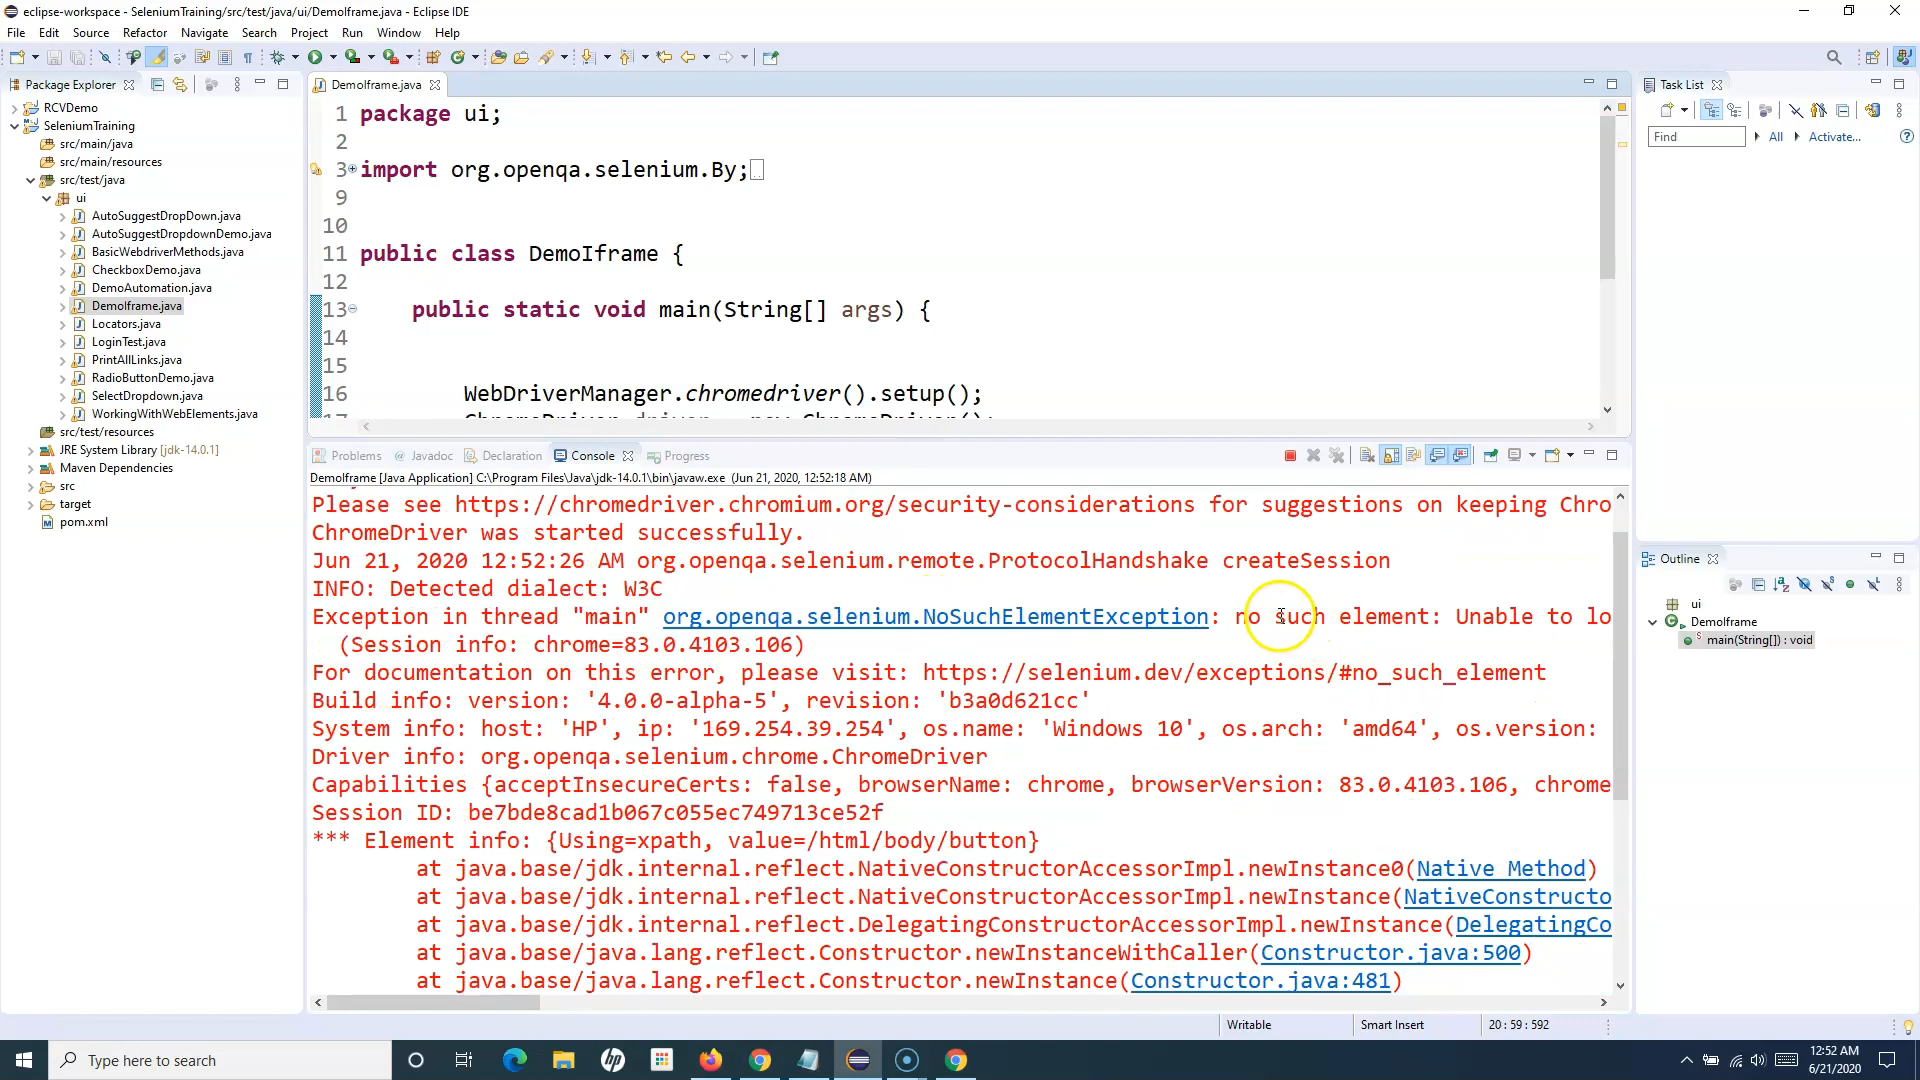 eclipse-workspace - SeleniumTraining/src/test/java/ui/DemoIframe.java - Eclipse IDE
File Edit Source Refactor Navigate Search Project Run Window Help
Package Explorer
RCVDemo
SeleniumTraining
src/main/java
src/main/resources
src/test/java
ui
AutoSuggestDropDown.java
AutoSuggestDropdownDemo.java
BasicWebdriverMethods.java
CheckboxDemo.java
DemoAutomation.java
DemoIframe.java
Locators.java
LoginTest.java
PrintAllLinks.java
RadioButtonDemo.java
SelectDropdown.java
WorkingWithWebElements.java
src/test/resources
JRE System Library [jdk-14.0.1]
Maven Dependencies
src
target
pom.xml
DemoIframe.java
1 package ui;
2
3 import org.openqa.selenium.By;
9
10
11 public class DemoIframe {
12
13 public static void main(String[] args) {
14
15
16 WebDriverManager.chromedriver().setup();
17 ChromeDriver driver = new ChromeDriver();
Problems Javadoc Declaration Console Progress
DemoIframe [Java Application] C:\Program Files\Java\jdk-14.0.1\bin\javaw.exe (Jun 21, 2020, 12:52:18 AM)
Please see https://chromedriver.chromium.org/security-considerations for suggestions on keeping Chro
ChromeDriver was started successfully.
Jun 21, 2020 12:52:26 AM org.openqa.selenium.remote.ProtocolHandshake createSession
INFO: Detected dialect: W3C
Exception in thread "main" org.openqa.selenium.NoSuchElementException: no such element: Unable to lo
(Session info: chrome=83.0.4103.106)
For documentation on this error, please visit: https://selenium.dev/exceptions/#no_such_element
Build info: version: '4.0.0-alpha-5', revision: 'b3a0d621cc'
System info: host: 'HP', ip: '169.254.39.254', os.name: 'Windows 10', os.arch: 'amd64', os.version:
Driver info: org.openqa.selenium.chrome.ChromeDriver
Capabilities {acceptInsecureCerts: false, browserName: chrome, browserVersion: 83.0.4103.106, chrome
Session ID: be7bde8cad1b067c055ec749713ce52f
*** Element info: {Using=xpath, value=/html/body/button}
at java.base/jdk.internal.reflect.NativeConstructorAccessorImpl.newInstance0(Native Method)
at java.base/jdk.internal.reflect.NativeConstructorAccessorImpl.newInstance(NativeConstructo
at java.base/jdk.internal.reflect.DelegatingConstructorAccessorImpl.newInstance(DelegatingCo
at java.base/java.lang.reflect.Constructor.newInstanceWithCaller(Constructor.java:500)
at java.base/java.lang.reflect.Constructor.newInstance(Constructor.java:481)
Task List
Find All Activate...
Outline
ui
DemoIframe
main(String[]) : void
Writable Smart Insert 20 : 59 : 592
Type here to search
12:52 AM
6/21/2020